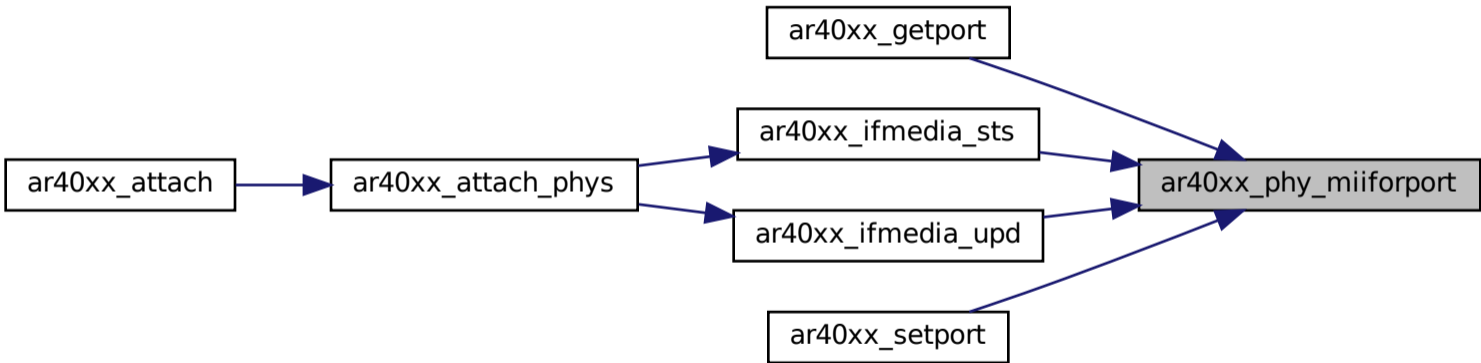 ar40xx_getport
ar40xx_ifmedia_sts
ar40xx_attach
ar40xx_attach_phys
ar40xx_phy_miiforport
ar40xx_ifmedia_upd
ar40xx_setport